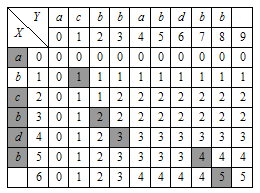 Y a c b b a b d b b
X 0 1 2 3 4 5 6 7 8 9
a 0 0 0 0 0 0 0 0 0 0
b 1 0 1 1 1 1 1 1 1 1 1
c 2 0 1 1 2 2 2 2 2 2 2
b 3 0 1 2 2 2 2 2 2 2 2
d 4 0 1 2 3 3 3 3 3 3 3
b 5 0 1 2 3 3 3 3 4 4 4
6 0 1 2 3 4 4 4 4 5 5